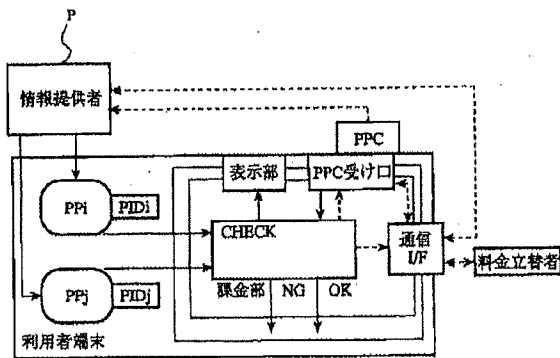 P
情報提供者
PPC
表示部
PPC受け口
PPi
PIDi
CHECK
通信
I/F
料金立替者
PPj
PIDj
課金部 NG OK
利用者端末